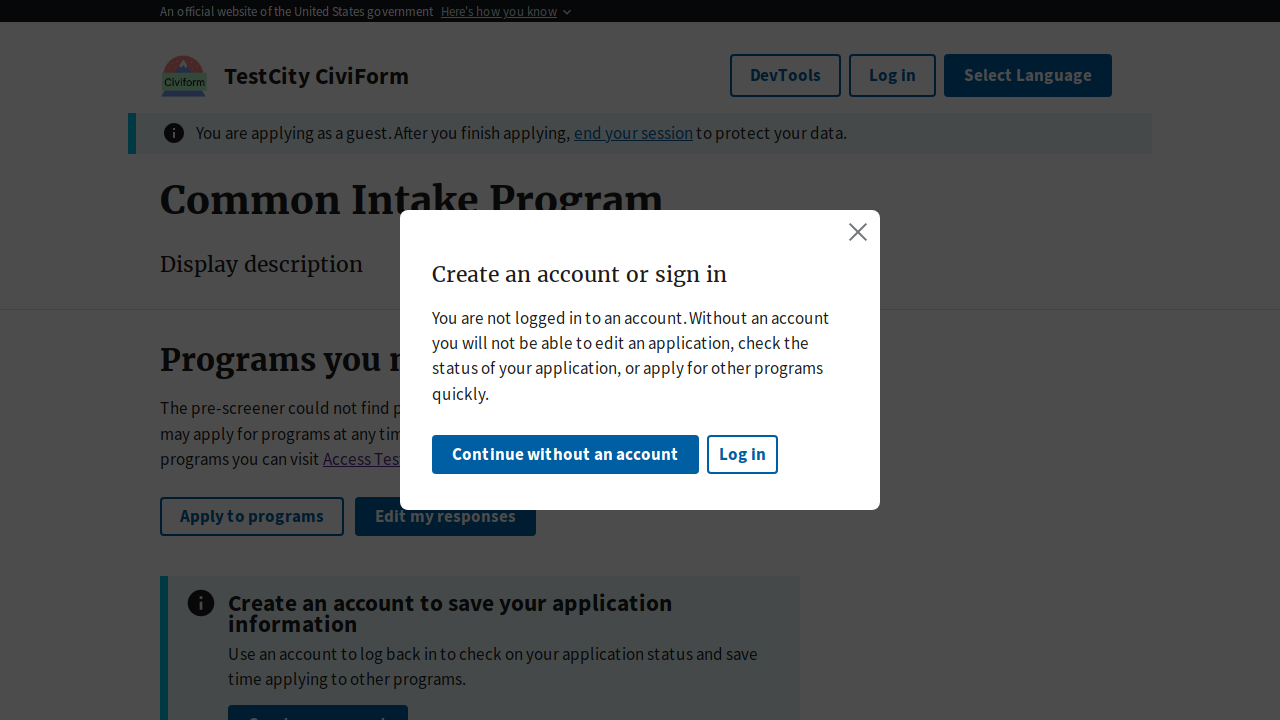 An official website of the United States government Here's how you know
Civiform
TestCity CiviForm
DevTools
Log in
Select Language
You are applying as a guest. After you finish applying, end your session to protect your data.
Common Intake Program
Display description
Programs you
The pre-screener could not find
may apply for programs at any
programs you can visit Access
Apply to programs
Edit my responses
Create an account or sign in
You are not logged in to an account. Without an account
you will not be able to edit an application, check the
status of your application, or apply for other programs
quickly.
Continue without an account
Log in
Create an account to save your application
information
Use an account to log back in to check on your application status and save
time applying to other programs.